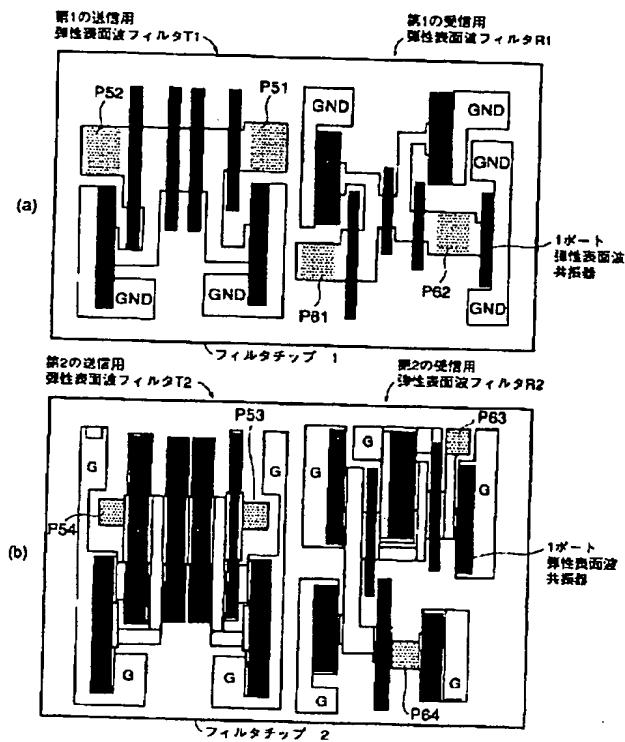 第1の送信用
弾性表面波フィルタT1
第1の受信用
弾性表面波フィルタR1
P52
P51
GND
GND
GND
(a)
1ポート
弾性表面波
共振器
P62
P61
GND
GND
GND
フィルタチップ 1
第2の送信用
弾性表面波フィルタT2
第2の受信用
弾性表面波フィルタR2
P53
P63
G
G
G
G
G
P54
(b)
1ポート
弾性表面波
共振器
G
G
G
G
P64
フィルタチップ 2